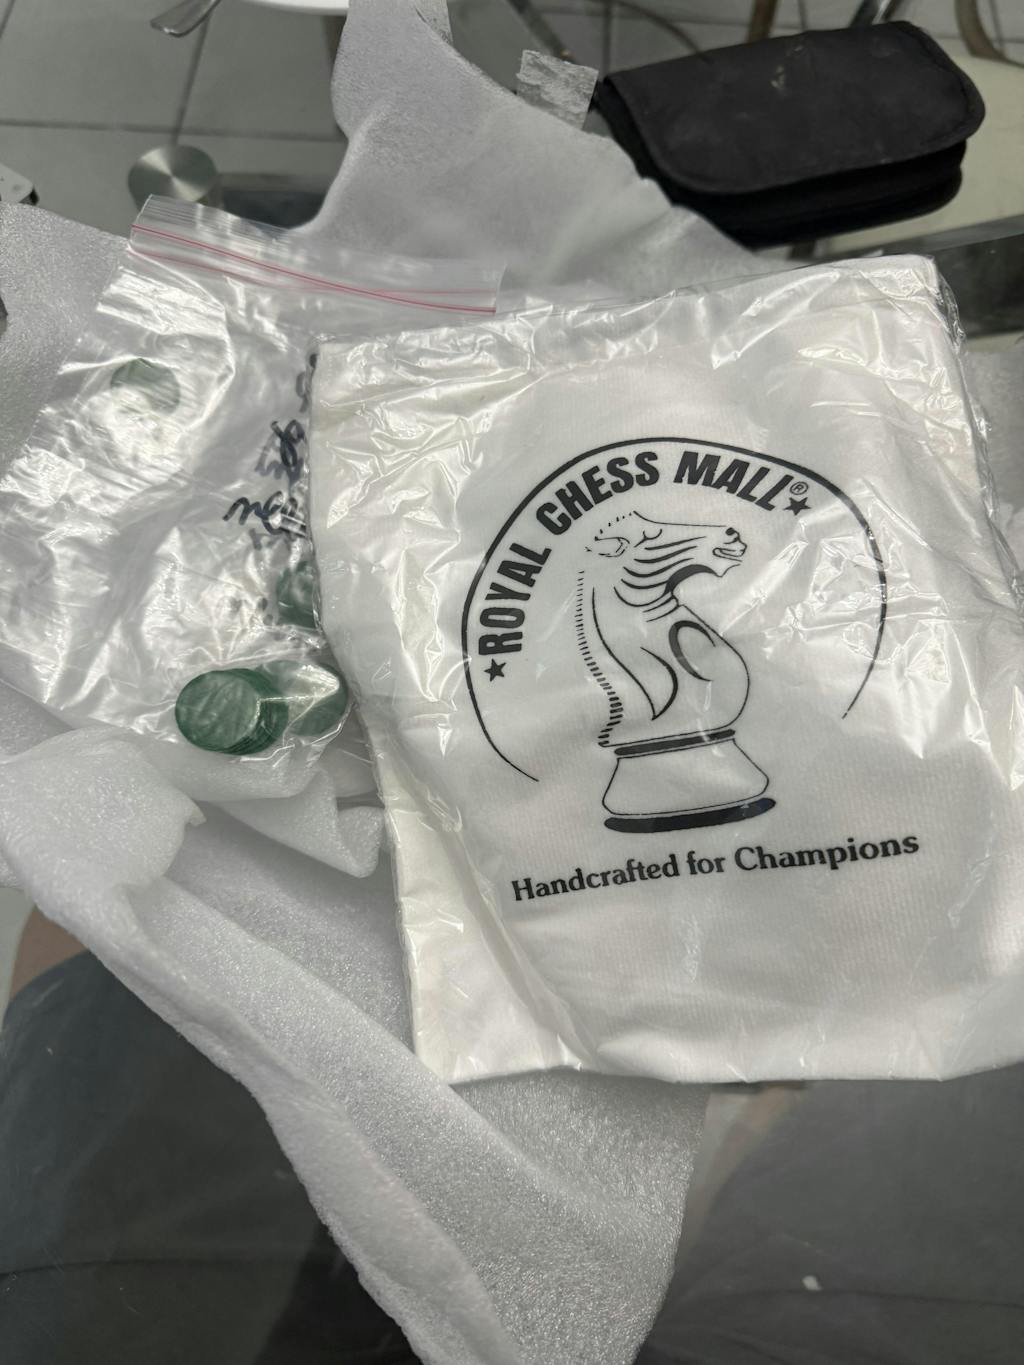 ★ROYAL CHESS MALL®★
Handcrafted for Champions